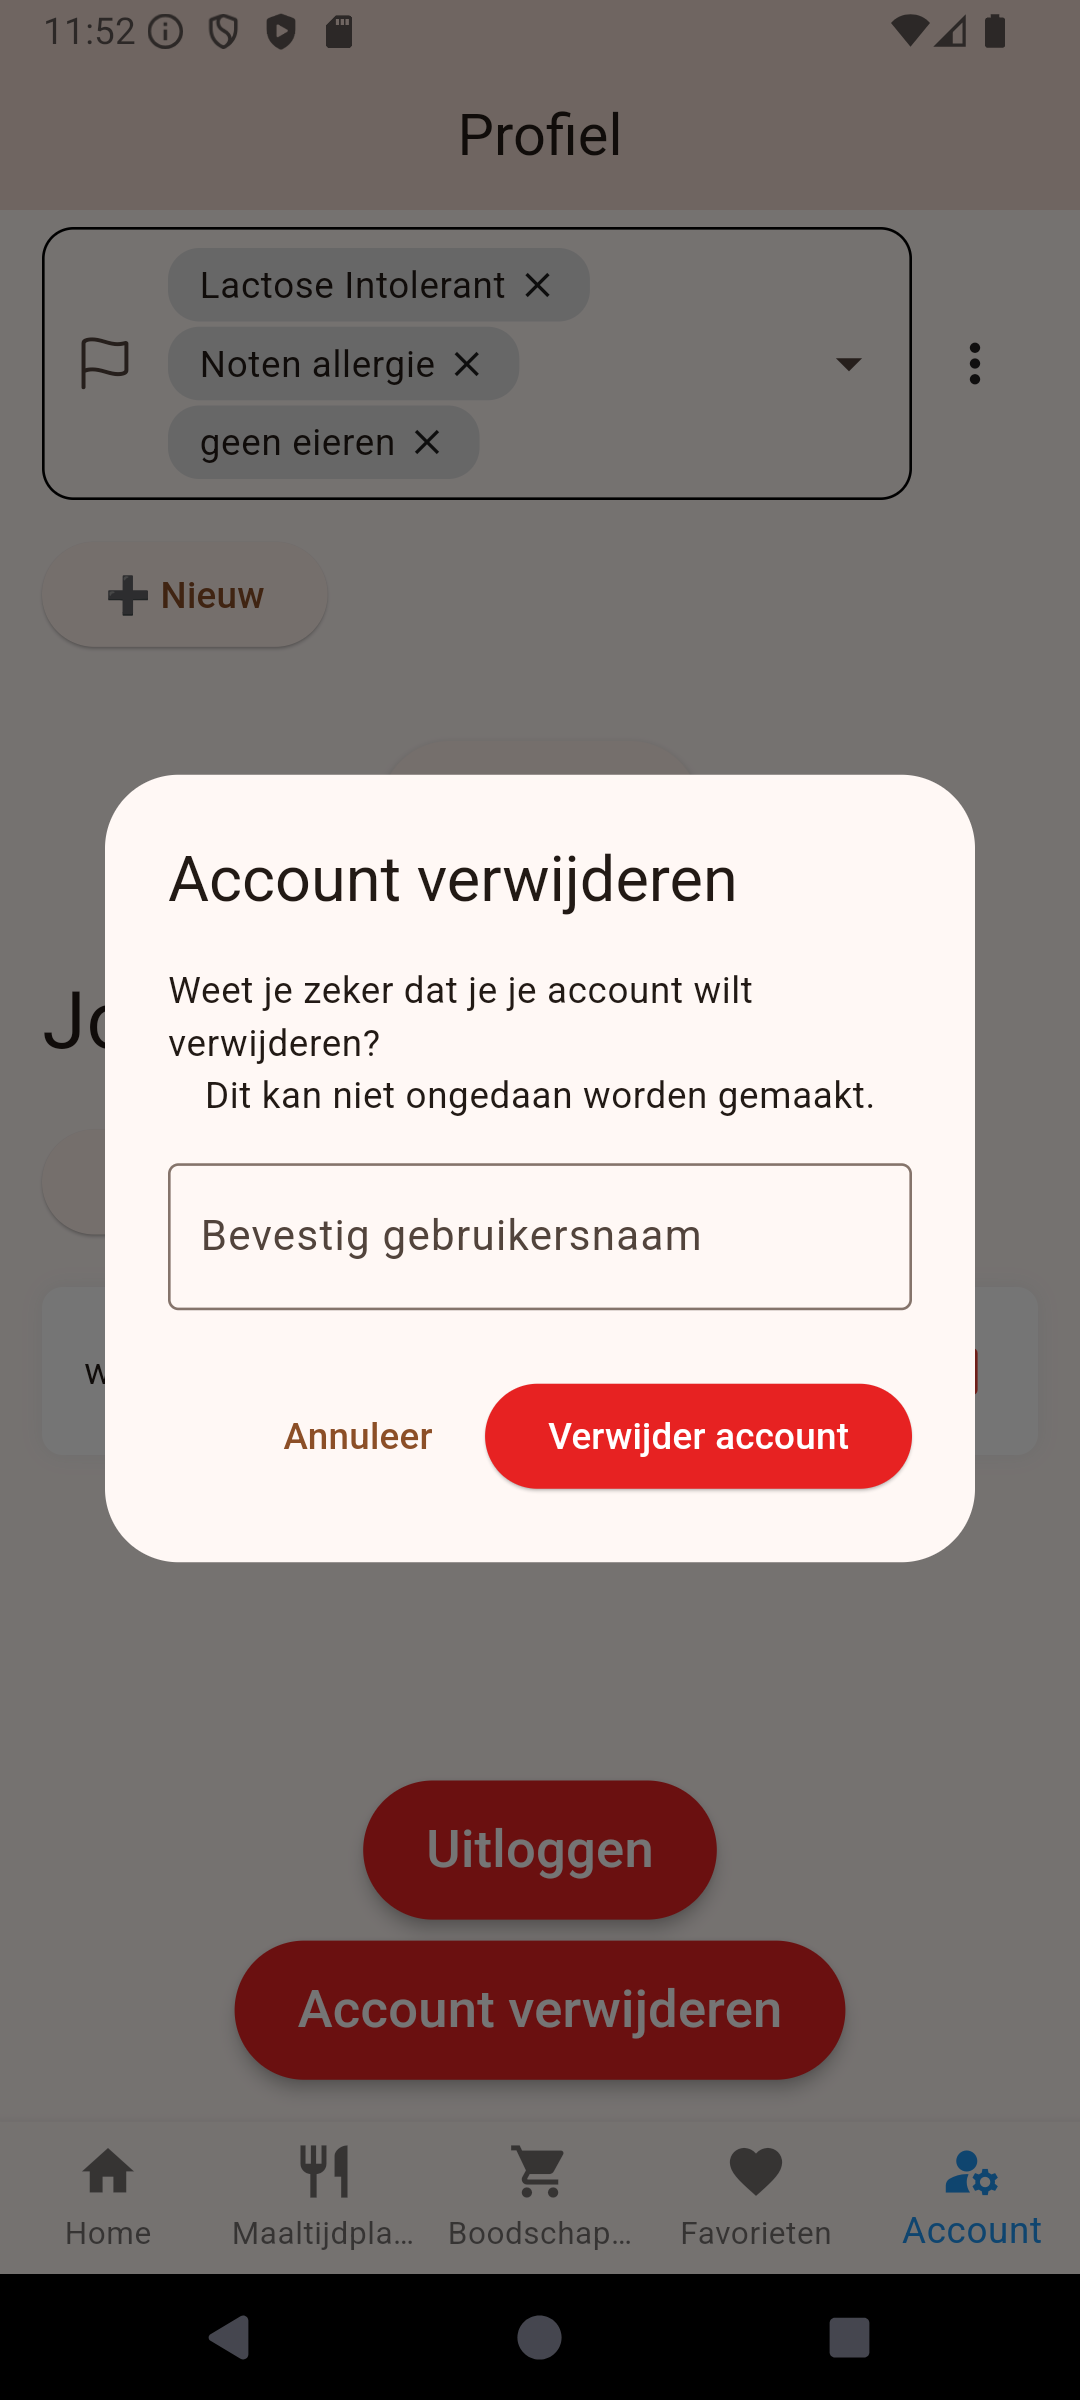 11:52
Profiel
Lactose Intolerant
Noten allergie
geen eieren
Nieuw
Account verwijderen
Weet je zeker dat je je account wilt
verwijderen?
Dit kan niet ongedaan worden gemaakt.
Bevestig gebruikersnaam
Annuleer Verwijder account
Uitloggen
Account verwijderen
Home Maaltijdpla... Boodschap... Favorieten Account